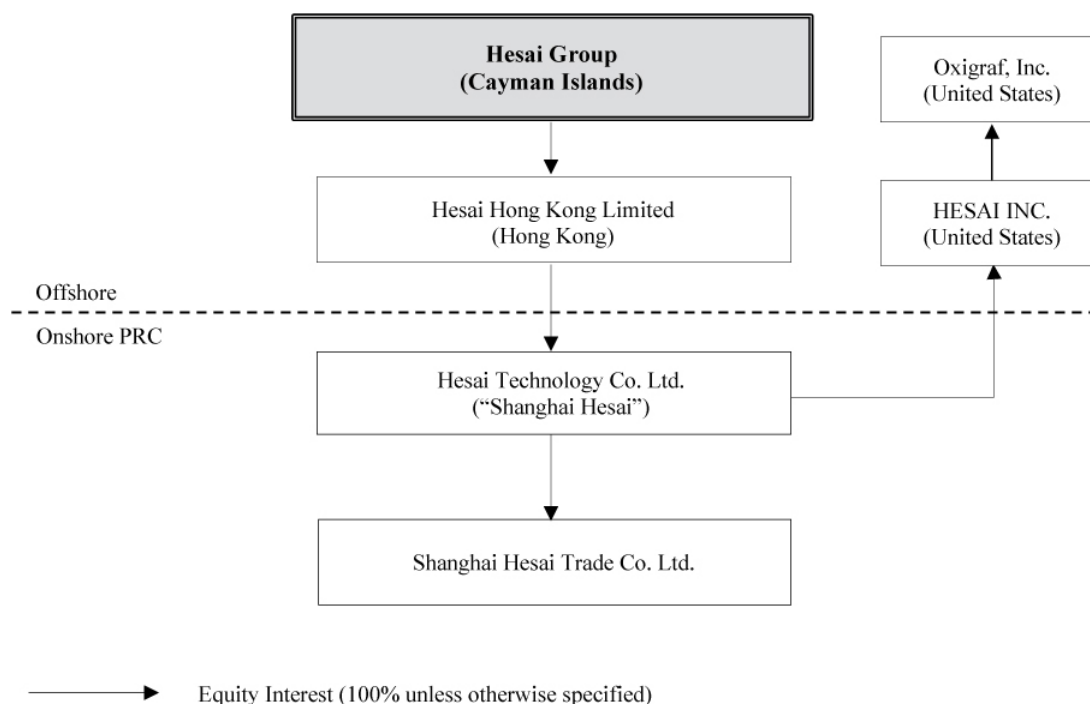 Hesai Group
(Cayman Islands)
Oxigraf, Inc.
(United States)
Hesai Hong Kong Limited
(Hong Kong)
HESAI INC.
(United States)
Offshore
Onshore PRC
Hesai Technology Co. Ltd.
(“Shanghai Hesai”)
Shanghai Hesai Trade Co. Ltd.
Equity Interest (100% unless otherwise specified)